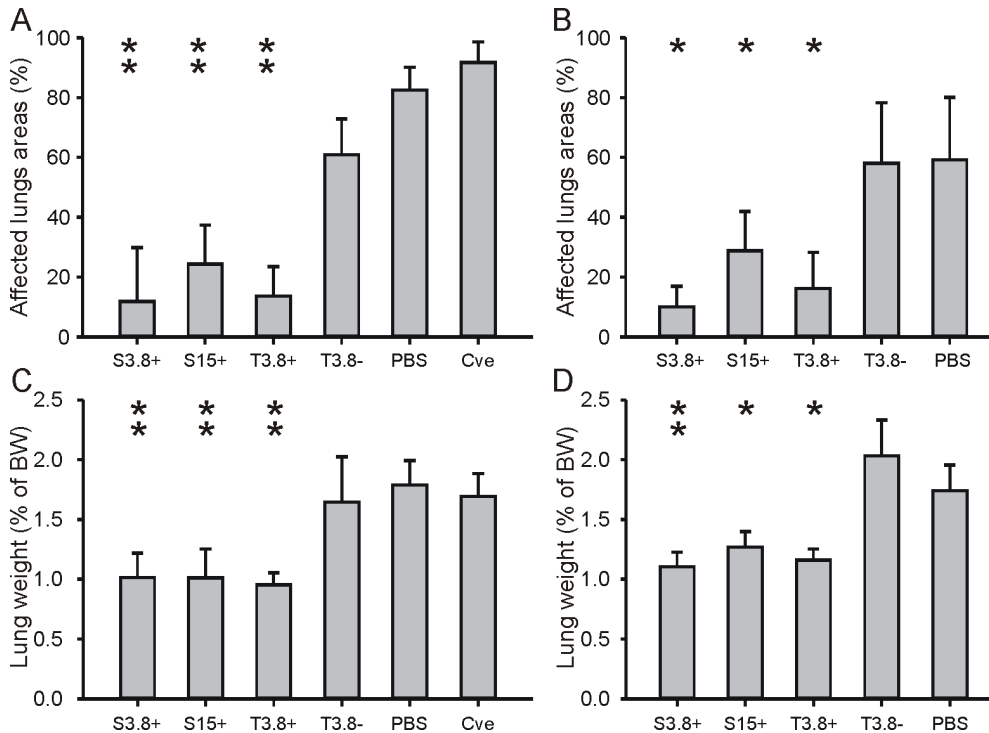 A
Affected lungs areas (%)
100
80
60
40
20
0
* * *
* * *
S3.8+ S15+ T3.8+ T3.8- PBS Cve
B
Affected lungs areas (%)
100
80
60
40
20
0
* * *
S3.8+ S15+ T3.8+ T3.8- PBS
C
Lung weight (% of BW)
2.5
2.0
1.5
1.0
0.5
0.0
* * *
* * *
S3.8+ S15+ T3.8+ T3.8- PBS Cve
D
Lung weight (% of BW)
2.5
2.0
1.5
1.0
0.5
0.0
* * *
*
S3.8+ S15+ T3.8+ T3.8- PBS